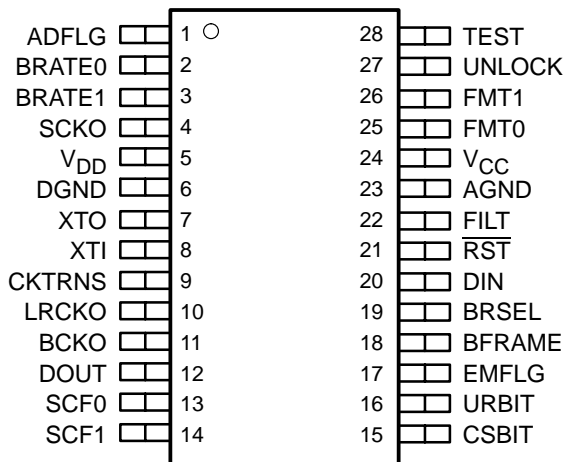 ADFLG 1 28 TEST
BRATE0 2 27 UNLOCK
BRATE1 3 26 FMT1
SCKO 4 25 FMT0
VDD 5 24 VCC
DGND 6 23 AGND
XTO 7 22 FILT
XTI 8 21 RST
CKTRNS 9 20 DIN
LRCKO 10 19 BRSEL
BCKO 11 18 BFRAME
DOUT 12 17 EMFLG
SCF0 13 16 URBIT
SCF1 14 15 CSBIT